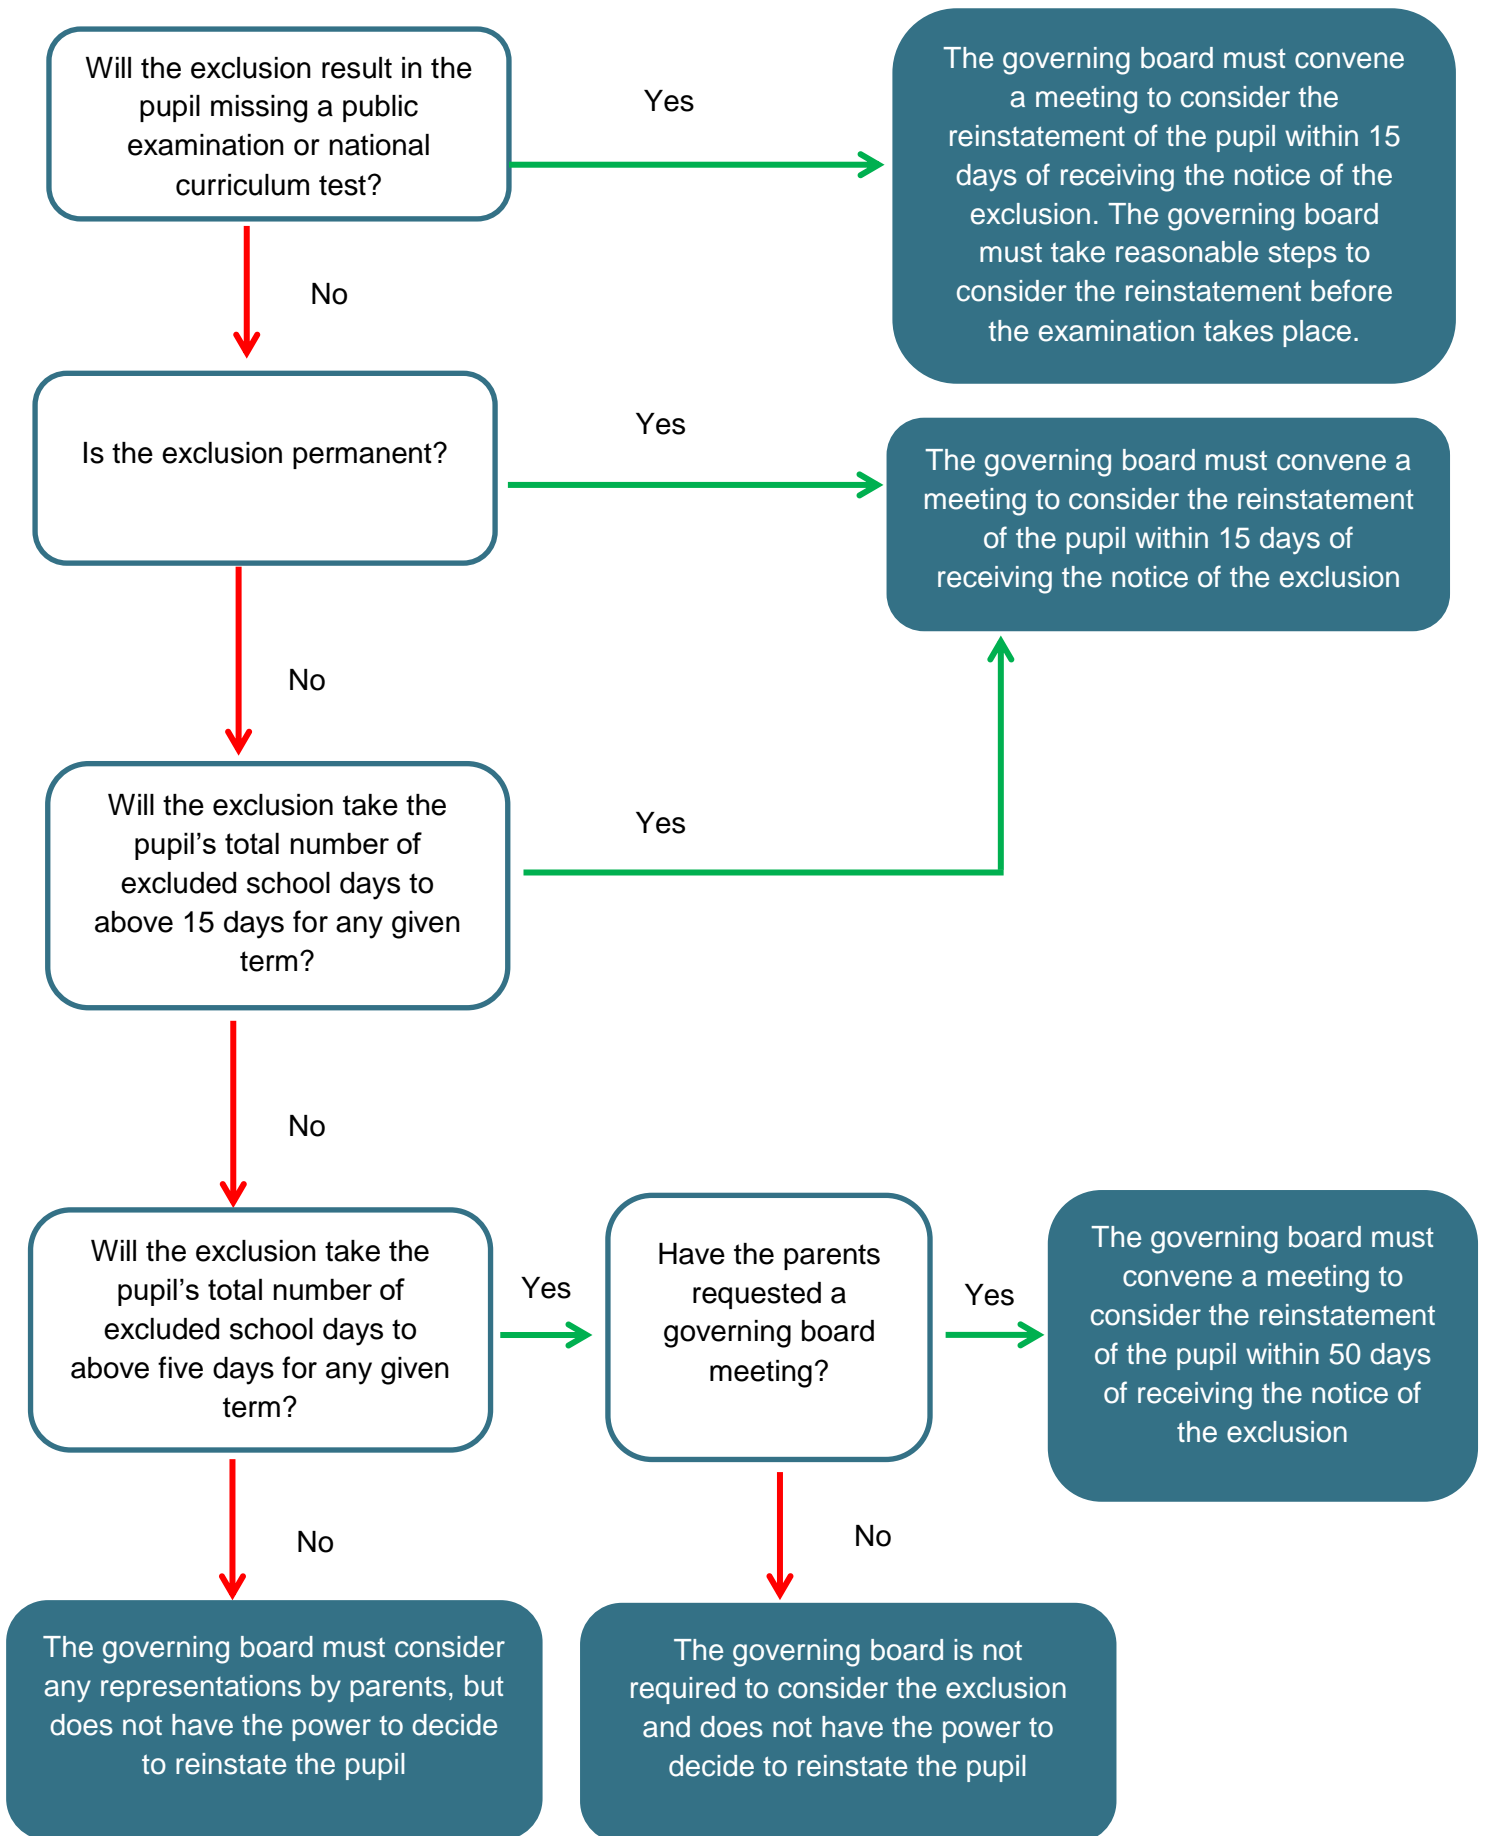 Will the exclusion result in the
pupil missing a public
examination or national
curriculum test?
Yes
The governing board must convene
a meeting to consider the
reinstatement of the pupil within 15
days of receiving the notice of the
exclusion. The governing board
must take reasonable steps to
consider the reinstatement before
the examination takes place.
No
Is the exclusion permanent?
Yes
The governing board must convene a
meeting to consider the reinstatement
of the pupil within 15 days of
receiving the notice of the exclusion
No
Will the exclusion take the
pupil’s total number of
excluded school days to
above 15 days for any given
term?
Yes
No
Will the exclusion take the
pupil’s total number of
excluded school days to
above five days for any given
term?
Yes
Have the parents
requested a
governing board
meeting?
Yes
The governing board must
convene a meeting to
consider the reinstatement
of the pupil within 50 days
of receiving the notice of
the exclusion
No
No
The governing board must consider
any representations by parents, but
does not have the power to decide
to reinstate the pupil
The governing board is not
required to consider the exclusion
and does not have the power to
decide to reinstate the pupil